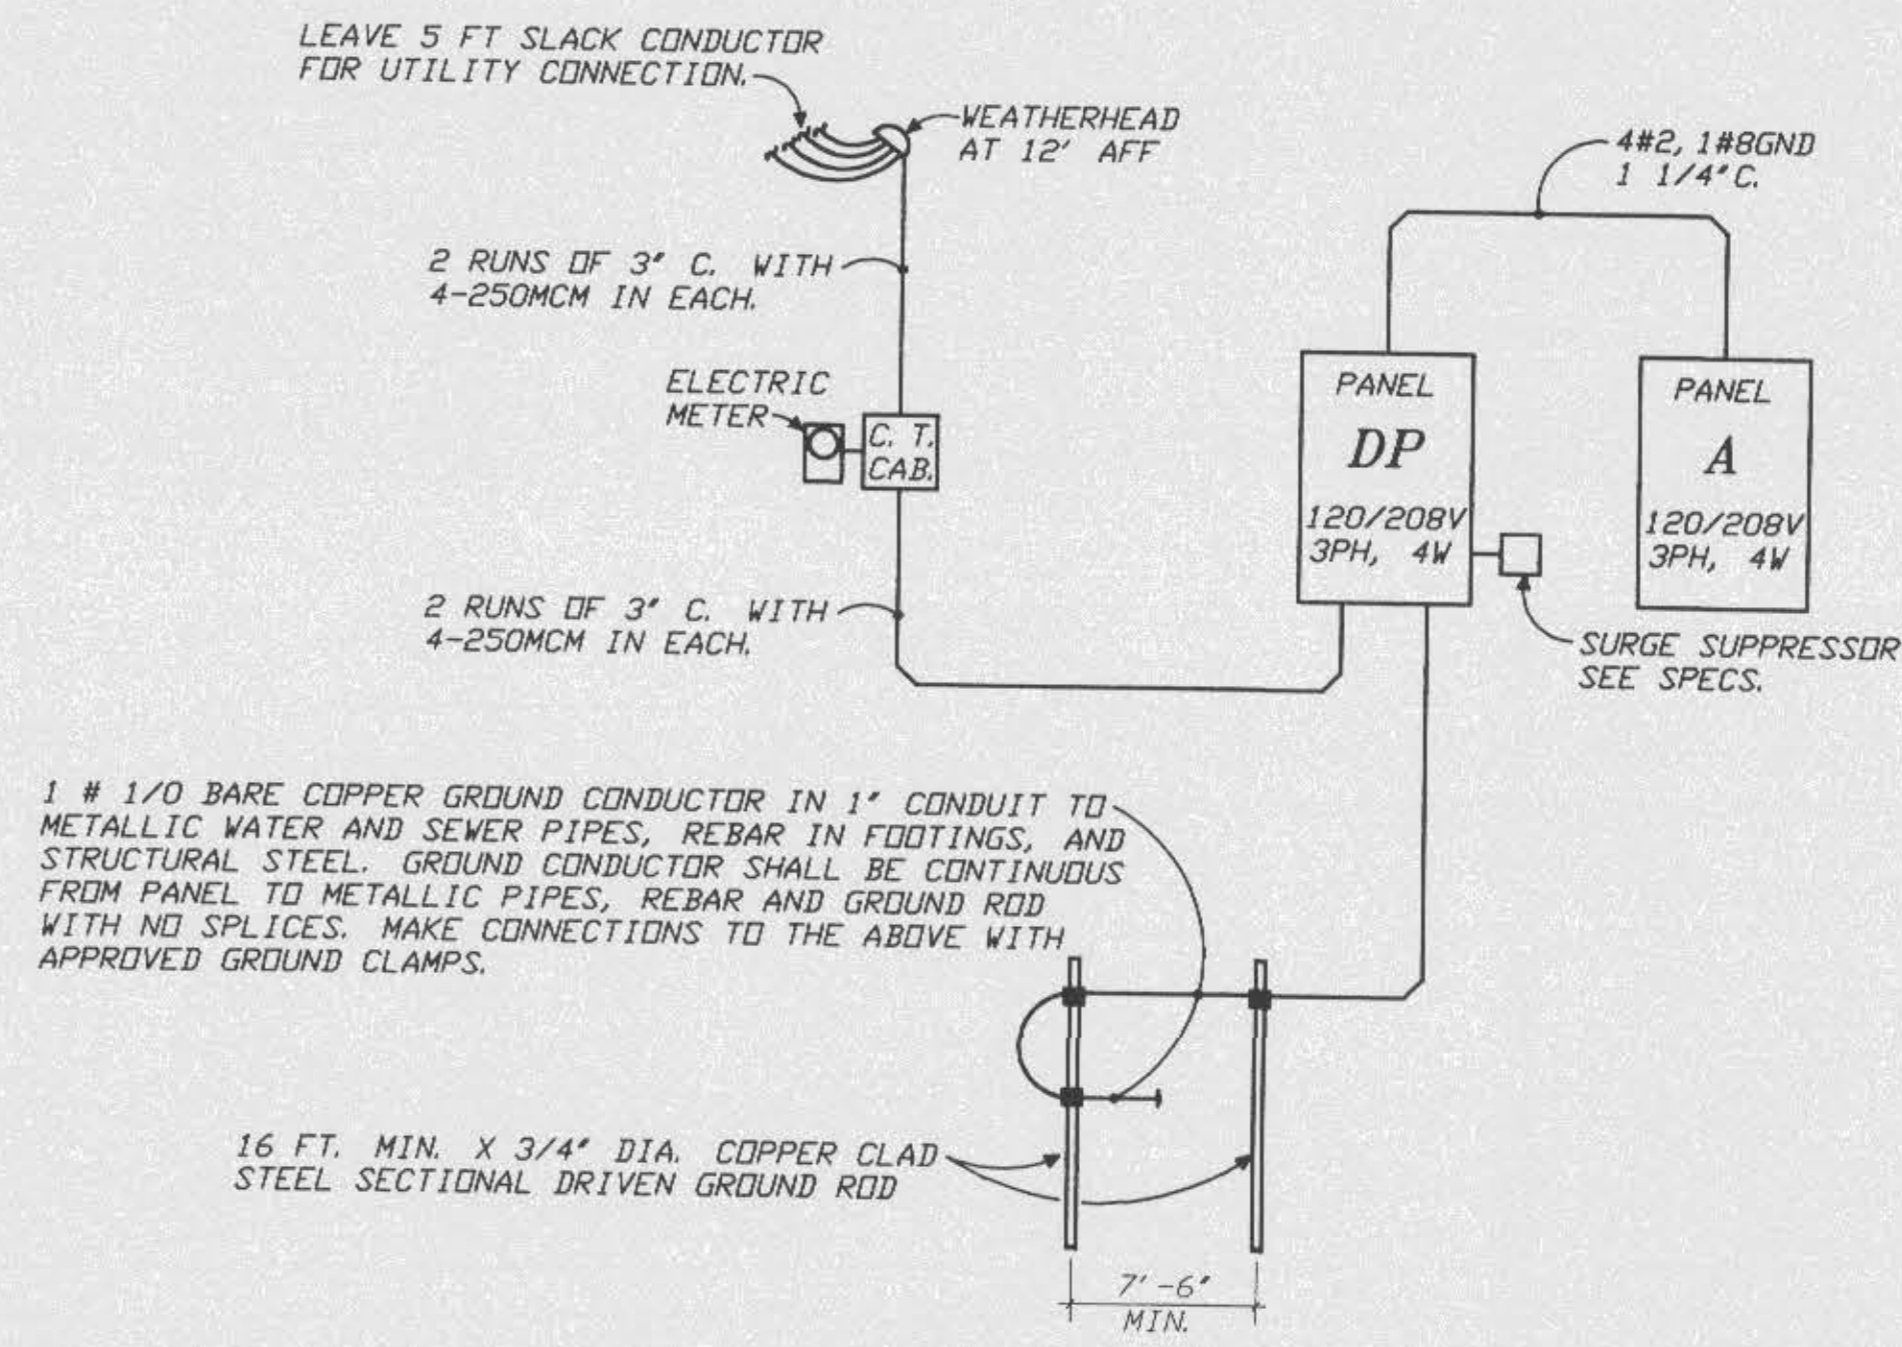 LEAVE 5 FT SLACK CONDUCTOR
FOR UTILITY CONNECTION.
WEATHERHEAD
AT 12' AFF
4#2, 1#8GND
1 1/4" C.
2 RUNS OF 3" C. WITH
4-250MCM IN EACH.
ELECTRIC
METER
C. T.
CAB.
PANEL
DP
120/208V
3PH, 4W
PANEL
A
120/208V
3PH, 4W
2 RUNS OF 3" C. WITH
4-250MCM IN EACH.
SURGE SUPPRESSOR
SEE SPECS.
1 # 1/0 BARE COPPER GROUND CONDUCTOR IN 1" CONDUIT TO
METALLIC WATER AND SEWER PIPES, REBAR IN FOOTINGS, AND
STRUCTURAL STEEL. GROUND CONDUCTOR SHALL BE CONTINUOUS
FROM PANEL TO METALLIC PIPES, REBAR AND GROUND ROD
WITH NO SPLICES. MAKE CONNECTIONS TO THE ABOVE WITH
APPROVED GROUND CLAMPS.
16 FT. MIN. X 3/4" DIA. COPPER CLAD
STEEL SECTIONAL DRIVEN GROUND ROD
7'-6"
MIN.